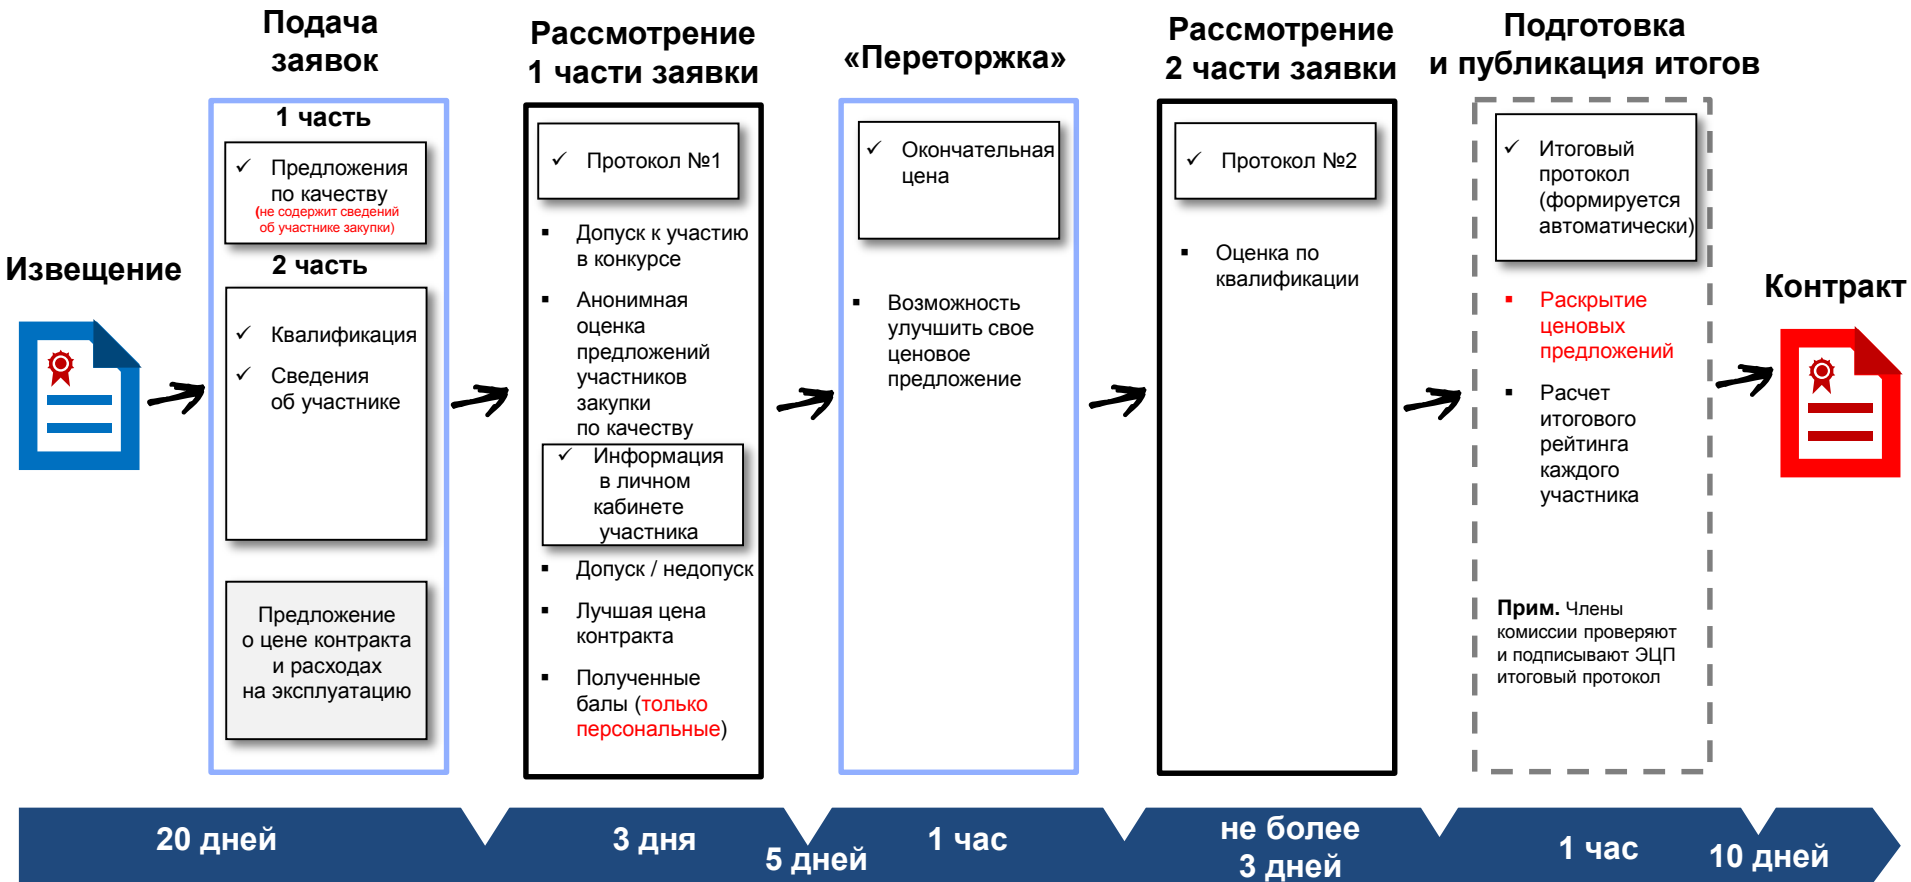 Извещение
Подача
заявок
1 часть
✓ Предложения
по качеству
(не содержит сведений
об участнике закупки)
2 часть
✓ Квалификация
✓ Сведения
об участнике
Предложение
о цене контракта
и расходах
на эксплуатацию
Рассмотрение
1 части заявки
✓ Протокол №1
▪ Допуск к участию
в конкурсе
▪ Анонимная
оценка
предложений
участников
закупки
по качеству
✓ Информация
в личном
кабинете
участника
▪ Допуск / недопуск
▪ Лучшая цена
контракта
▪ Полученные
балы (только
персональные)
«Переторжка»
✓ Окончательная
цена
▪ Возможность
улучшить свое
ценовое
предложение
Рассмотрение
2 части заявки
✓ Протокол №2
▪ Оценка по
квалификации
Подготовка
и публикация итогов
✓ Итоговый
протокол
(формируется
автоматически)
▪ Раскрытие
ценовых
предложений
▪ Расчет
итогового
рейтинга
каждого
участника
Прим. Члены
комиссии проверяют
и подписывают ЭЦП
итоговый протокол
Контракт
20 дней
3 дня
5 дней
1 час
не более
3 дней
1 час
10 дней